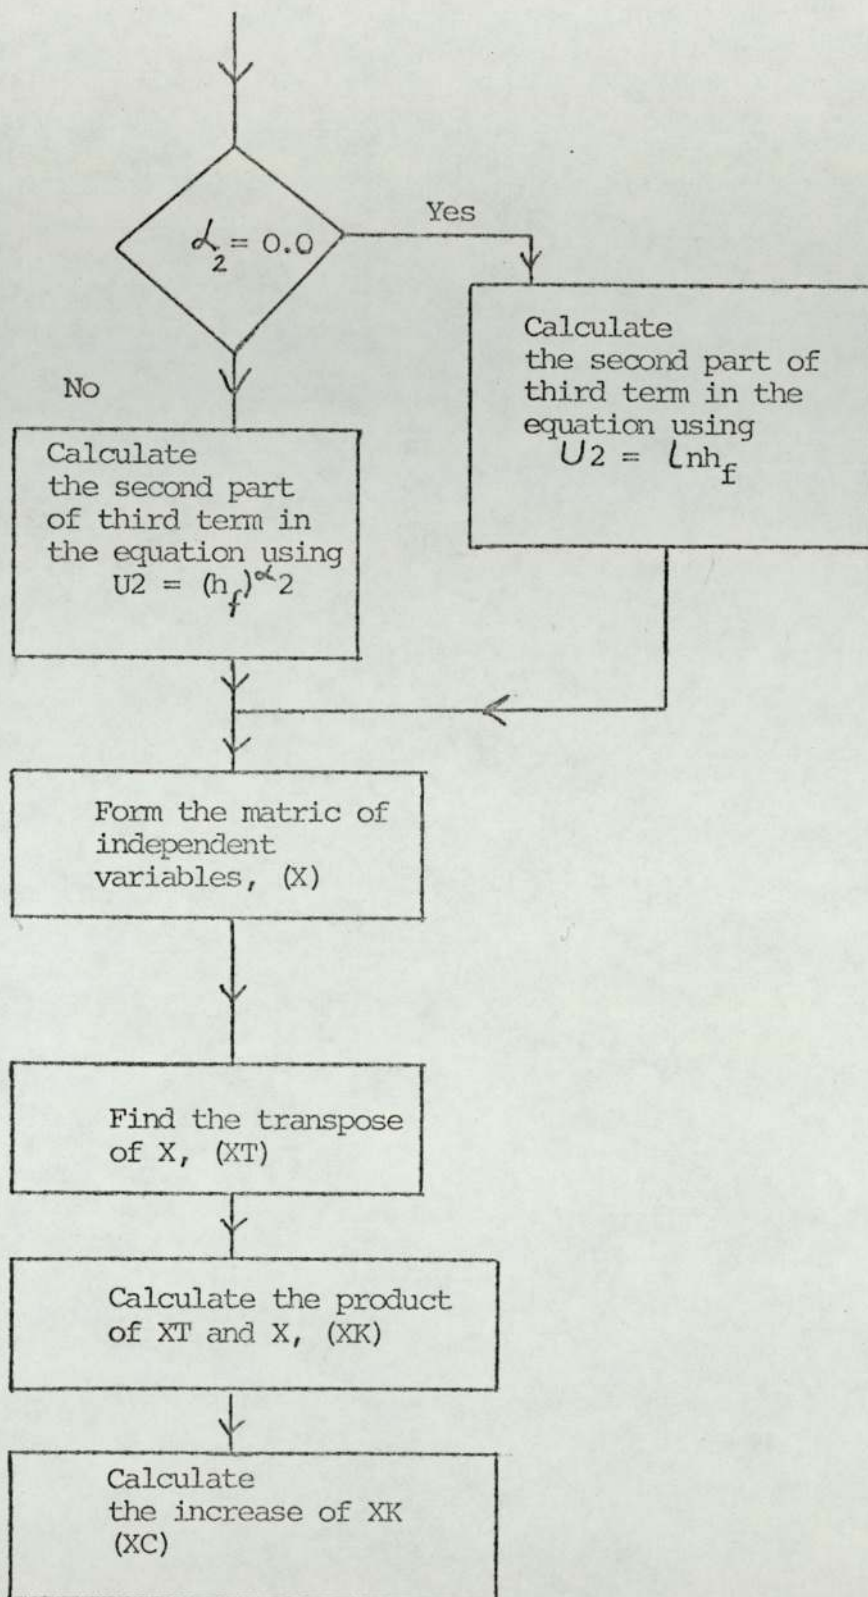 α₂ = 0.0
Yes
No
Calculate
the second part of
third term in the
equation using
U2 = lnh_f
Calculate
the second part
of third term in
the equation using
U2 = (h_f)^α2
Form the matric of
independent
variables, (X)
Find the transpose
of X, (XT)
Calculate the product
of XT and X, (XK)
Calculate
the increase of XK
(XC)